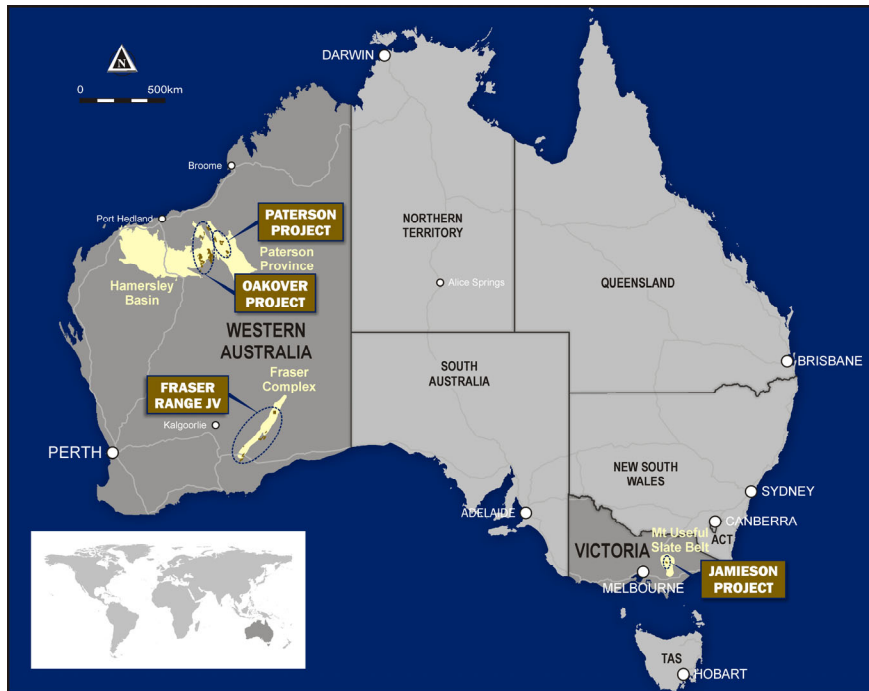 N
0 500km
DARWIN
Broome
Port Hedland
PATERSON
PROJECT
Paterson
Province
Hamersley
Basin
OAKOVER
PROJECT
WESTERN
AUSTRALIA
NORTHERN
TERRITORY
Alice Springs
QUEENSLAND
SOUTH
AUSTRALIA
BRISBANE
Fraser
Complex
FRASER
RANGE JV
Kalgoorlie
PERTH
NEW SOUTH
WALES
SYDNEY
ADELAIDE
CANBERRA
ACT
Mt Useful
Slate Belt
VICTORIA
JAMIESON
PROJECT
MELBOURNE
TAS
HOBART